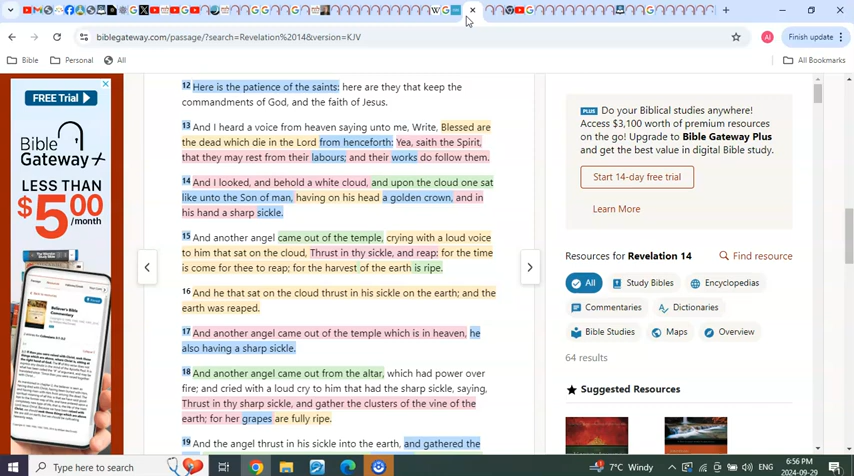 biblegateway.com/passage/?search=Revelation%2014&version=KJV
AI
Finish update
Bible
Personal
All
All Bookmarks
FREE Trial
Bible
Gateway+
LESS THAN
$5.00
/month
12 Here is the patience of the saints: here are they that keep the
commandments of God, and the faith of Jesus.
13 And I heard a voice from heaven saying unto me, Write, Blessed are
the dead which die in the Lord from henceforth: Yea, saith the Spirit,
that they may rest from their labours; and their works do follow them.
14 And I looked, and behold a white cloud, and upon the cloud one sat
like unto the Son of man, having on his head a golden crown, and in
his hand a sharp sickle.
15 And another angel came out of the temple, crying with a loud voice
to him that sat on the cloud, Thrust in thy sickle, and reap: for the time
is come for thee to reap; for the harvest of the earth is ripe.
16 And he that sat on the cloud thrust in his sickle on the earth; and the
earth was reaped.
17 And another angel came out of the temple which is in heaven, he
also having a sharp sickle.
18 And another angel came out from the altar, which had power over
fire; and cried with a loud cry to him that had the sharp sickle, saying,
Thrust in thy sharp sickle, and gather the clusters of the vine of the
earth; for her grapes are fully ripe.
19 And the angel thrust in his sickle into the earth, and gathered the
PLUS Do your Biblical studies anywhere!
Access $3,100 worth of premium resources
on the go! Upgrade to Bible Gateway Plus
and get the best value in digital Bible study.
Start 14-day free trial
Learn More
Resources for Revelation 14
Find resource
All
Study Bibles
Encyclopedias
Commentaries
Dictionaries
Bible Studies
Maps
Overview
64 results
Suggested Resources
Type here to search
7°C Windy
6:56 PM
2024-09-29